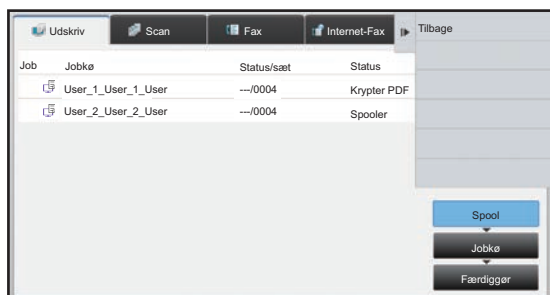 Udskriv Scan Fax Internet-Fax Tilbage
Job Jobkø Status/sæt Status
User_1_User_1_User ---/0004 Krypter PDF
User_2_User_2_User ---/0004 Spooler
Spool
Jobkø
Færdiggør